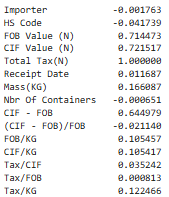 Importer -0.001763
HS Code -0.041739
FOB Value (N) 0.714473
CIF Value (N) 0.721517
Total Tax(N) 1.000000
Receipt Date 0.011687
Mass(KG) 0.166087
Nbr Of Containers -0.000651
CIF - FOB 0.644979
(CIF - FOB)/FOB -0.021140
FOB/KG 0.105457
CIF/KG 0.105417
Tax/CIF 0.035242
Tax/FOB 0.000813
Tax/KG 0.122466